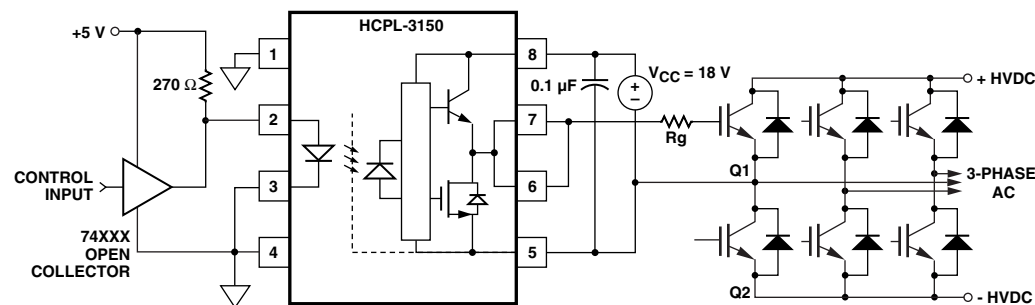 HCPL-3150
+5 V
270 Ω
CONTROL
INPUT
74XXX
OPEN
COLLECTOR
1
2
3
4
8
7
6
5
0.1 µF
VCC = 18 V
+
−
Rg
Q1
Q2
+ HVDC
3-PHASE
AC
- HVDC